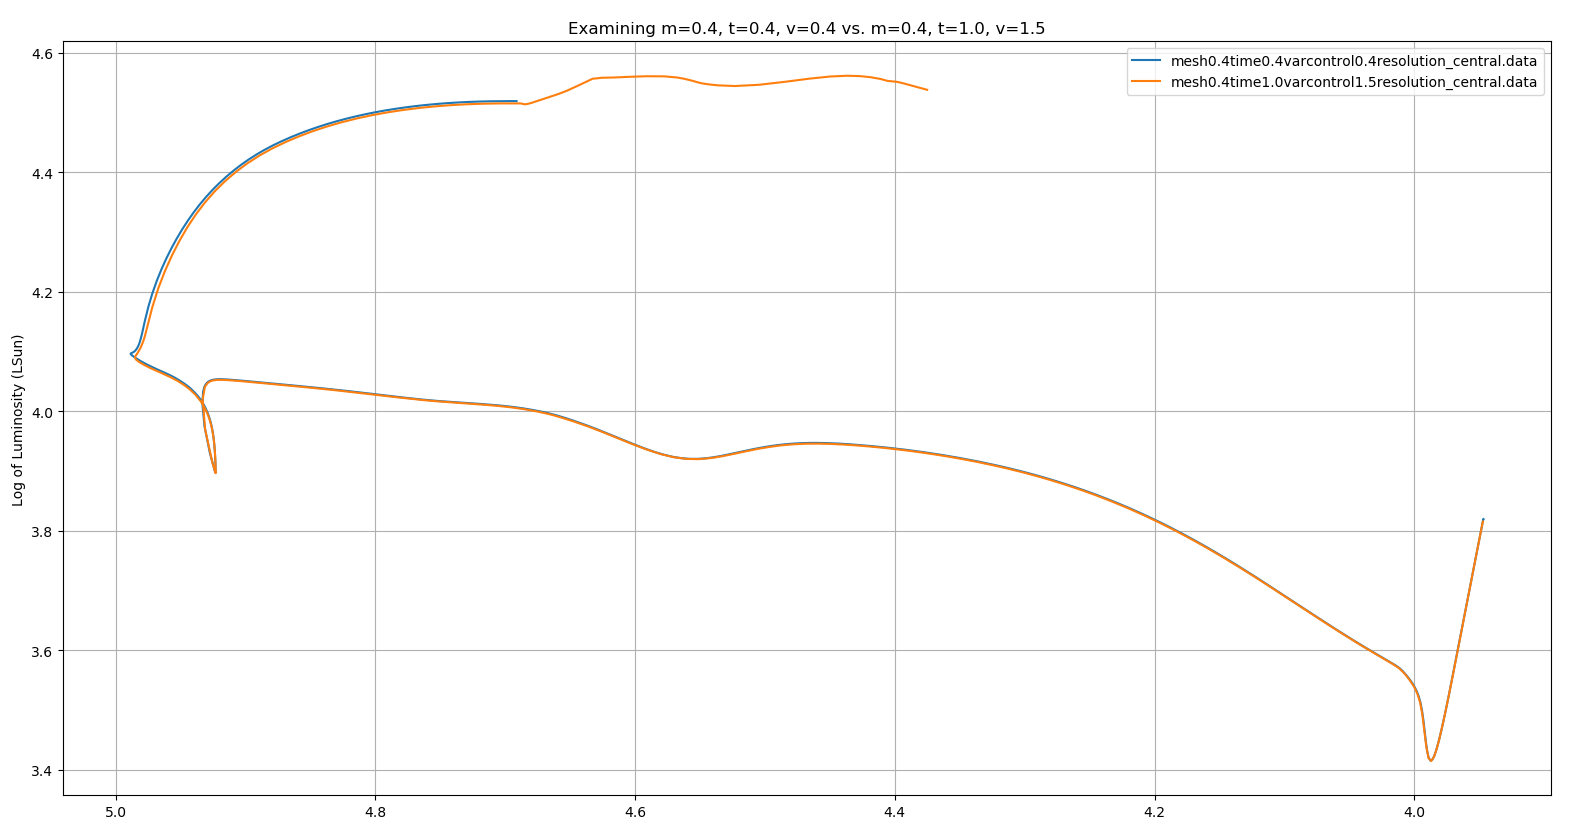 Examining m=0.4, t=0.4, v=0.4 vs. m=0.4, t=1.0, v=1.5
mesh0.4time0.4varcontrol0.4resolution_central.data
mesh0.4time1.0varcontrol1.5resolution_central.data
Log of Luminosity (LSun)
4.6
4.4
4.2
4.0
3.8
3.6
3.4
5.0 4.8 4.6 4.4 4.2 4.0